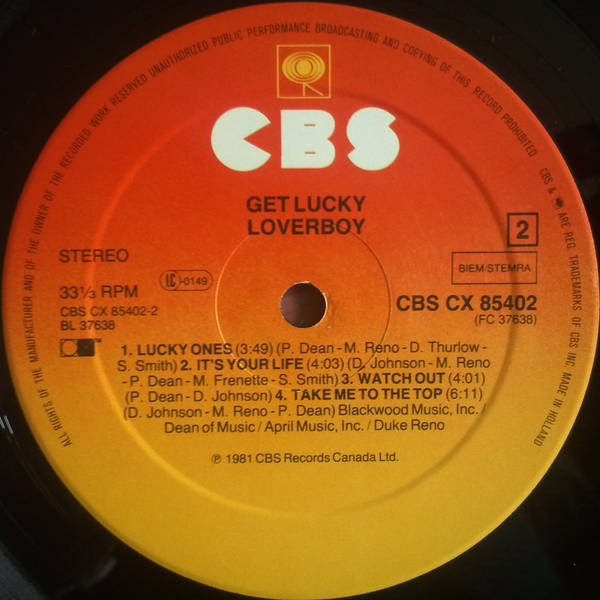 ALL RIGHTS OF THE MANUFACTURER AND OF THE OWNER OF THE RECORDED WORK RESERVED UNAUTHORIZED PUBLIC PERFORMANCE BROADCASTING AND COPYING OF THIS RECORD PROHIBITED
CBS & ARE REG. TRADEMARKS OF CBS INC. MADE IN HOLLAND
CBS
GET LUCKY
LOVERBOY
STEREO
2
BIEM/STEMRA
33⅓ RPM
LC-0149
CBS CX 85402-2
BL 37638
CBS CX 85402
(FC 37638)
1. LUCKY ONES (3:49) (P. Dean-M. Reno-D. Thurlow-
S. Smith) 2. IT'S YOUR LIFE (4:03) (D. Johnson-M. Reno
-P. Dean-M. Frenette-S. Smith) 3. WATCH OUT (4:01)
(P. Dean-D. Johnson) 4. TAKE ME TO THE TOP (6:11)
(D. Johnson-M. Reno-P. Dean) Blackwood Music, Inc./
Dean of Music/April Music, Inc./Duke Reno
℗ 1981 CBS Records Canada Ltd.